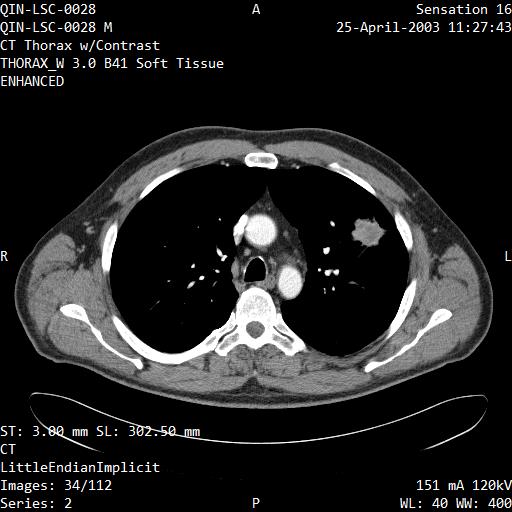 QIN-LSC-0028
A
Sensation 16
QIN-LSC-0028 M
25-April-2003 11:27:43
CT Thorax w/Contrast
THORAX_W 3.0 B41 Soft Tissue
ENHANCED
R
L
ST: 3.00 mm SL: 302.50 mm
CT
LittleEndianImplicit
Images: 34/112
151 mA 120kV
Series: 2
P
WL: 40 WW: 400